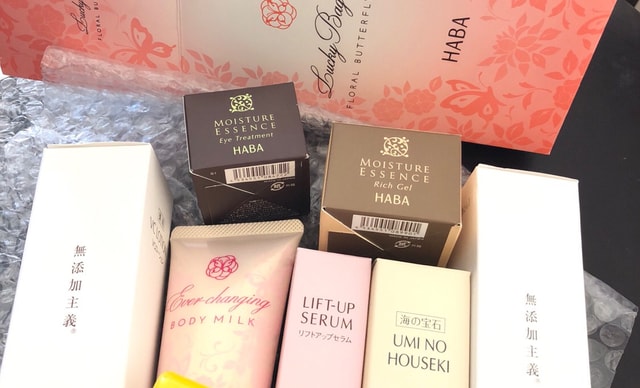 Lucky Bag
FLORAL BUTTERFL
HABA
MOISTURE
ESSENCE
Eye Treatment
HABA
MOISTURE
ESSENCE
Rich Gel
HABA
無添加主義®
Ever-changing
BODY MILK
LIFT-UP
SERUM
リフトアップセラム
海の宝石
UMI NO
HOUSEKI
無添加主義®